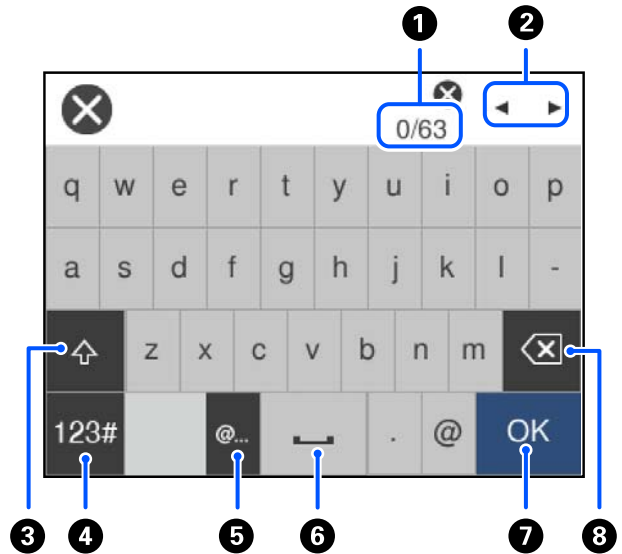 1 2
0/63
q w e r t y u i o p
a s d f g h j k l -
z x c v b n m
123# @... . @ OK
3 4 5 6 7 8